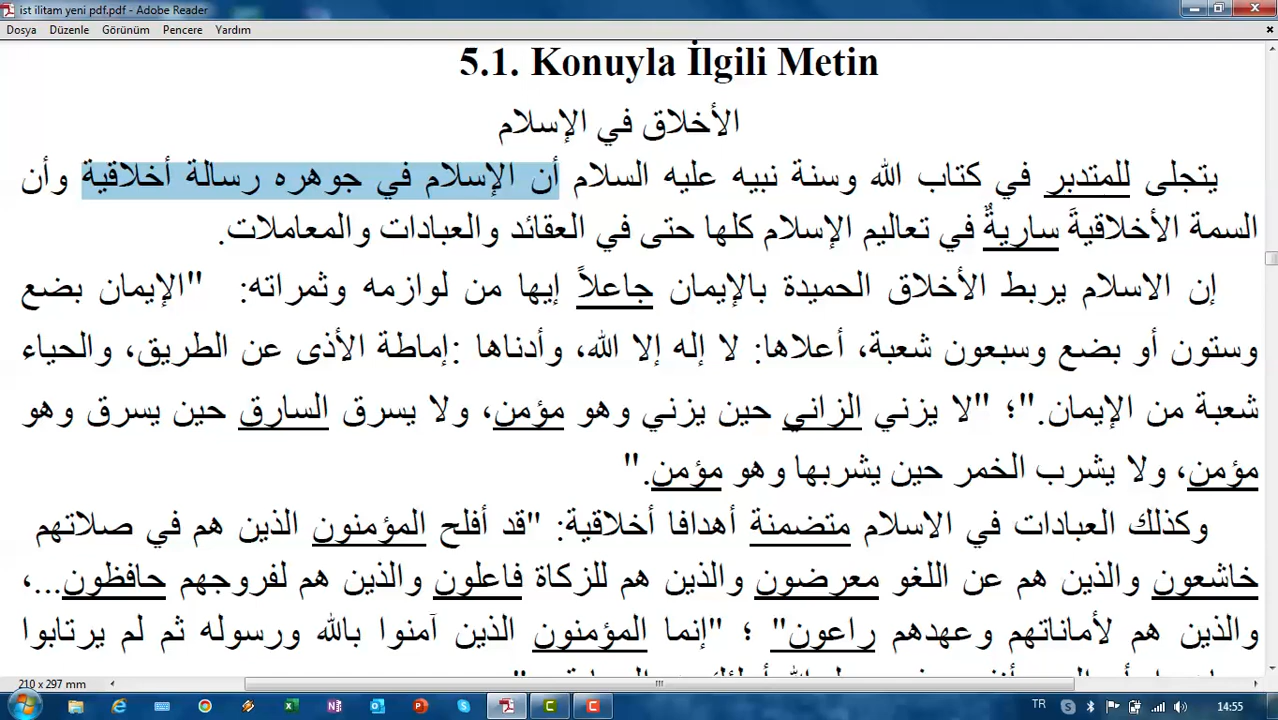 ist ilitam yeni pdf.pdf - Adobe Reader
Dosya Düzenle Görünüm Pencere Yardım
5.1. Konuyla İlgili Metin
الأخلاق في الإسلام
يتجلى للمتدبر في كتاب الله وسنة نبيه عليه السلام أن الإسلام في جوهره رسالة أخلاقية وأن
السمة الأخلاقيةَ ساريةٌ في تعاليم الإسلام كلها حتى في العقائد والعبادات والمعاملات.
إن الاسلام يربط الأخلاق الحميدة بالإيمان جاعلاً إيها من لوازمه وثمراته: "الإيمان بضع
وستون أو بضع وسبعون شعبة، أعلاها: لا إله إلا الله، وأدناها :إماطة الأذى عن الطريق، والحياء
شعبة من الإيمان."؛ "لا يزني الزاني حين يزني وهو مؤمن، ولا يسرق السارق حين يسرق وهو
مؤمن، ولا يشرب الخمر حين يشربها وهو مؤمن."
وكذلك العبادات في الاسلام متضمنة أهدافا أخلاقية: "قد أفلح المؤمنون الذين هم في صلاتهم
خاشعون والذين هم عن اللغو معرضون والذين هم للزكاة فاعلون والذين هم لفروجهم حافظون...،
والذين هم لأماناتهم وعهدهم راعون" ؛ "إنما المؤمنون الذين آمنوا بالله ورسوله ثم لم يرتابوا
210 x 297 mm
TR 14:55